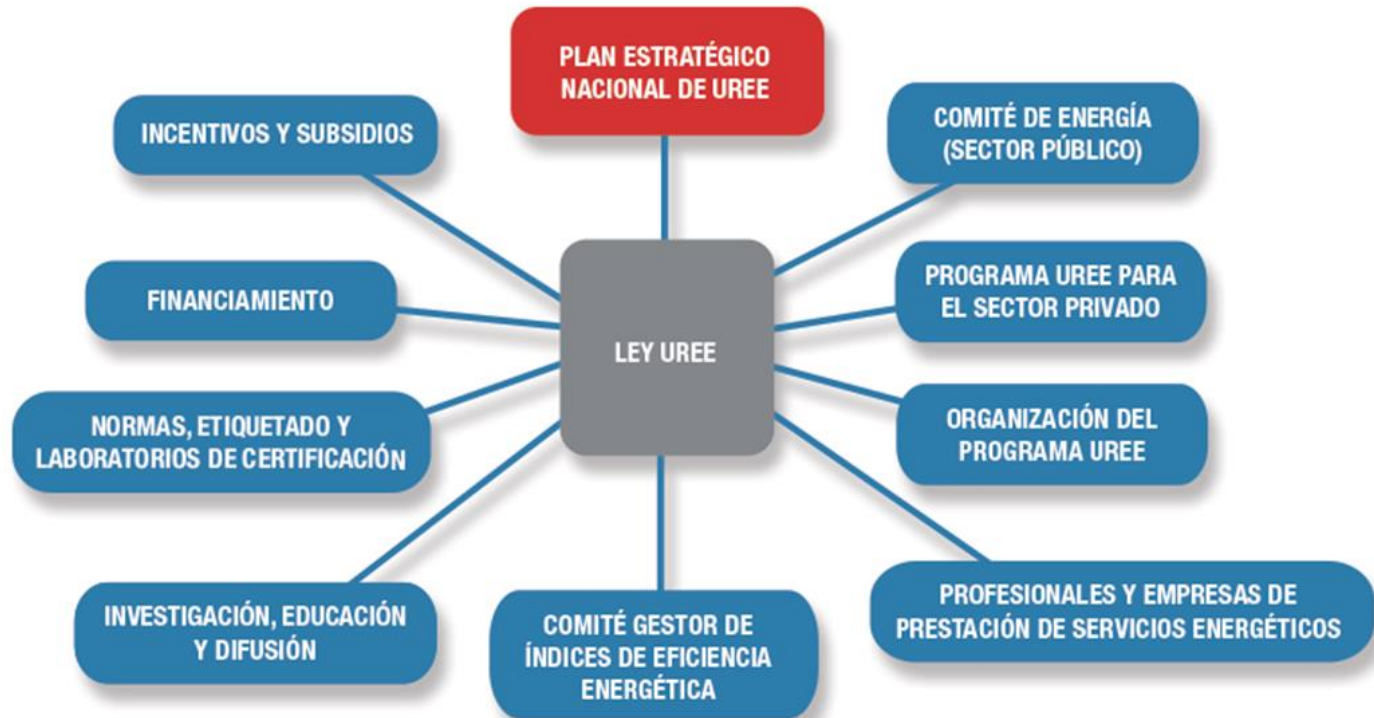 PLAN ESTRATÉGICO
NACIONAL DE UREE
INCENTIVOS Y SUBSIDIOS
COMITÉ DE ENERGÍA
(SECTOR PÚBLICO)
FINANCIAMIENTO
PROGRAMA UREE PARA
EL SECTOR PRIVADO
LEY UREE
NORMAS, ETIQUETADO Y
LABORATORIOS DE CERTIFICACIÓN
ORGANIZACIÓN DEL
PROGRAMA UREE
INVESTIGACIÓN, EDUCACIÓN
Y DIFUSIÓN
COMITÉ GESTOR DE
ÍNDICES DE EFICIENCIA
ENERGÉTICA
PROFESIONALES Y EMPRESAS DE
PRESTACIÓN DE SERVICIOS ENERGÉTICOS